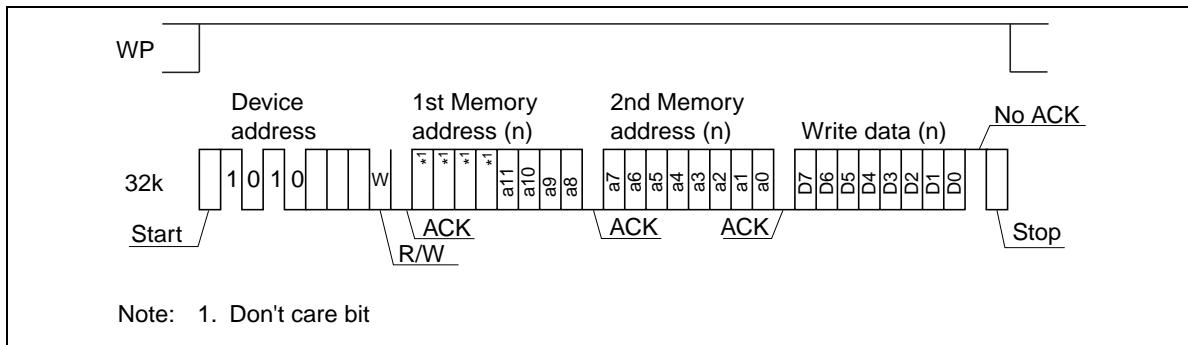 WP
Device
address
1st Memory
address (n)
2nd Memory
address (n)
Write data (n)
No ACK
32k
1 0 1 0 W *1 *1 *1 *1 a11 a10 a9 a8 a7 a6 a5 a4 a3 a2 a1 a0 D7 D6 D5 D4 D3 D2 D1 D0
Start
R/W
ACK
ACK
ACK
Stop
Note: 1. Don't care bit